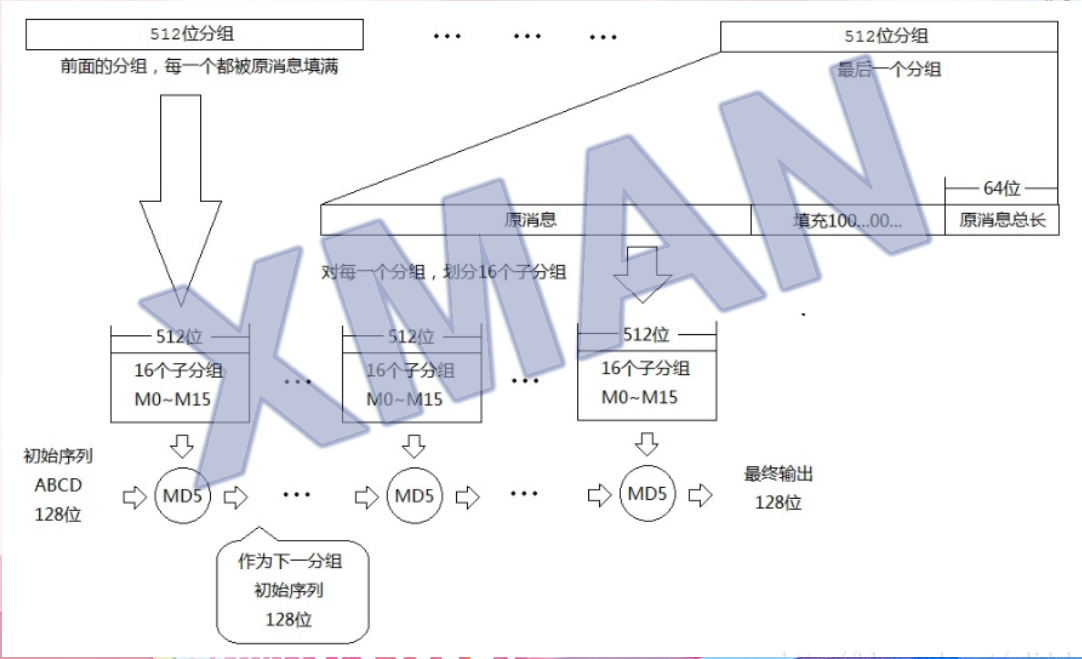 512位分组
··· ··· ···
512位分组
前面的分组，每一个都被原消息填满
最后一个分组
64位
原消息
填充100...00...
原消息总长
对每一个分组，划分16个子分组
512位
16个子分组
M0~M15
···
512位
16个子分组
M0~M15
···
512位
16个子分组
M0~M15
初始序列
ABCD
128位
MD5
···
MD5
···
MD5
最终输出
128位
作为下一分组
初始序列
128位
XMAN